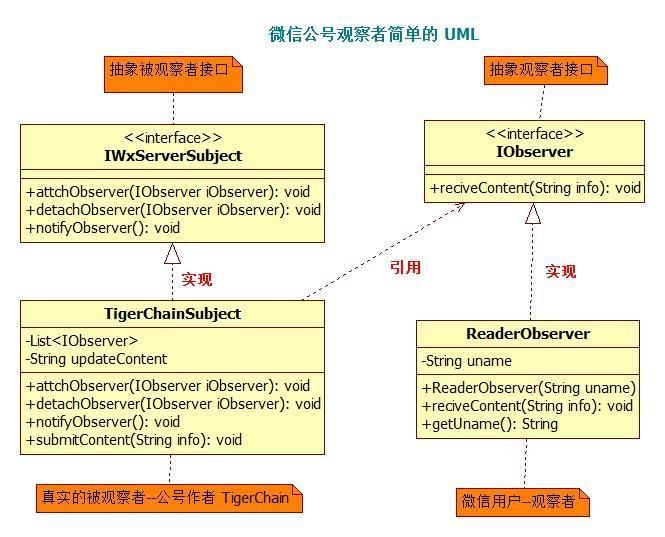 微信公号观察者简单的 UML
抽象被观察者接口
抽象观察者接口
<<interface>>
IWxServerSubject
+attchObserver(IObserver iObserver): void
+detachObserver(IObserver iObserver): void
+notifyObserver(): void
<<interface>>
IObserver
+reciveContent(String info): void
实现
引用
实现
TigerChainSubject
-List<IObserver>
-String updateContent
+attchObserver(IObserver iObserver): void
+detachObserver(IObserver iObserver): void
+notifyObserver(): void
+submitContent(String info): void
ReaderObserver
-String uname
+ReaderObserver(String uname)
+reciveContent(String info): void
+getUname(): String
真实的被观察者--公号作者 TigerChain
微信用户--观察者